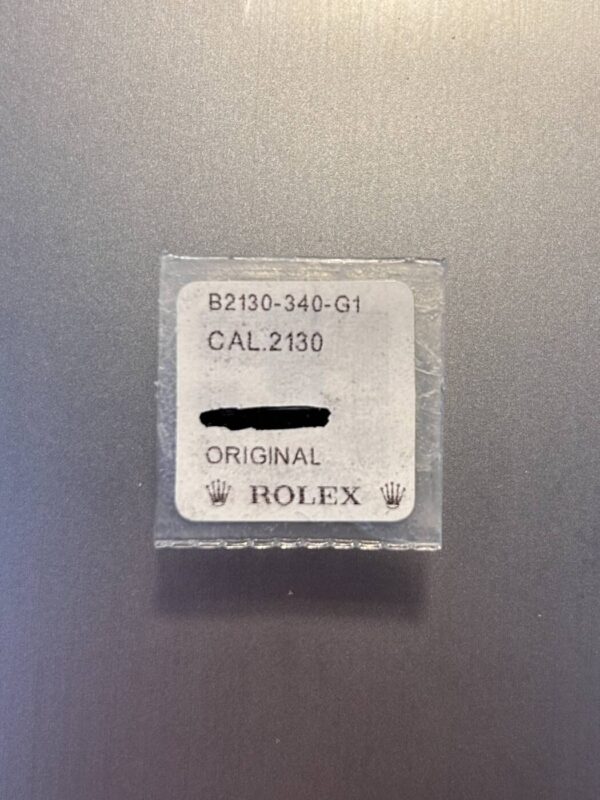 B2130-340-G1
CAL.2130
ORIGINAL
ROLEX